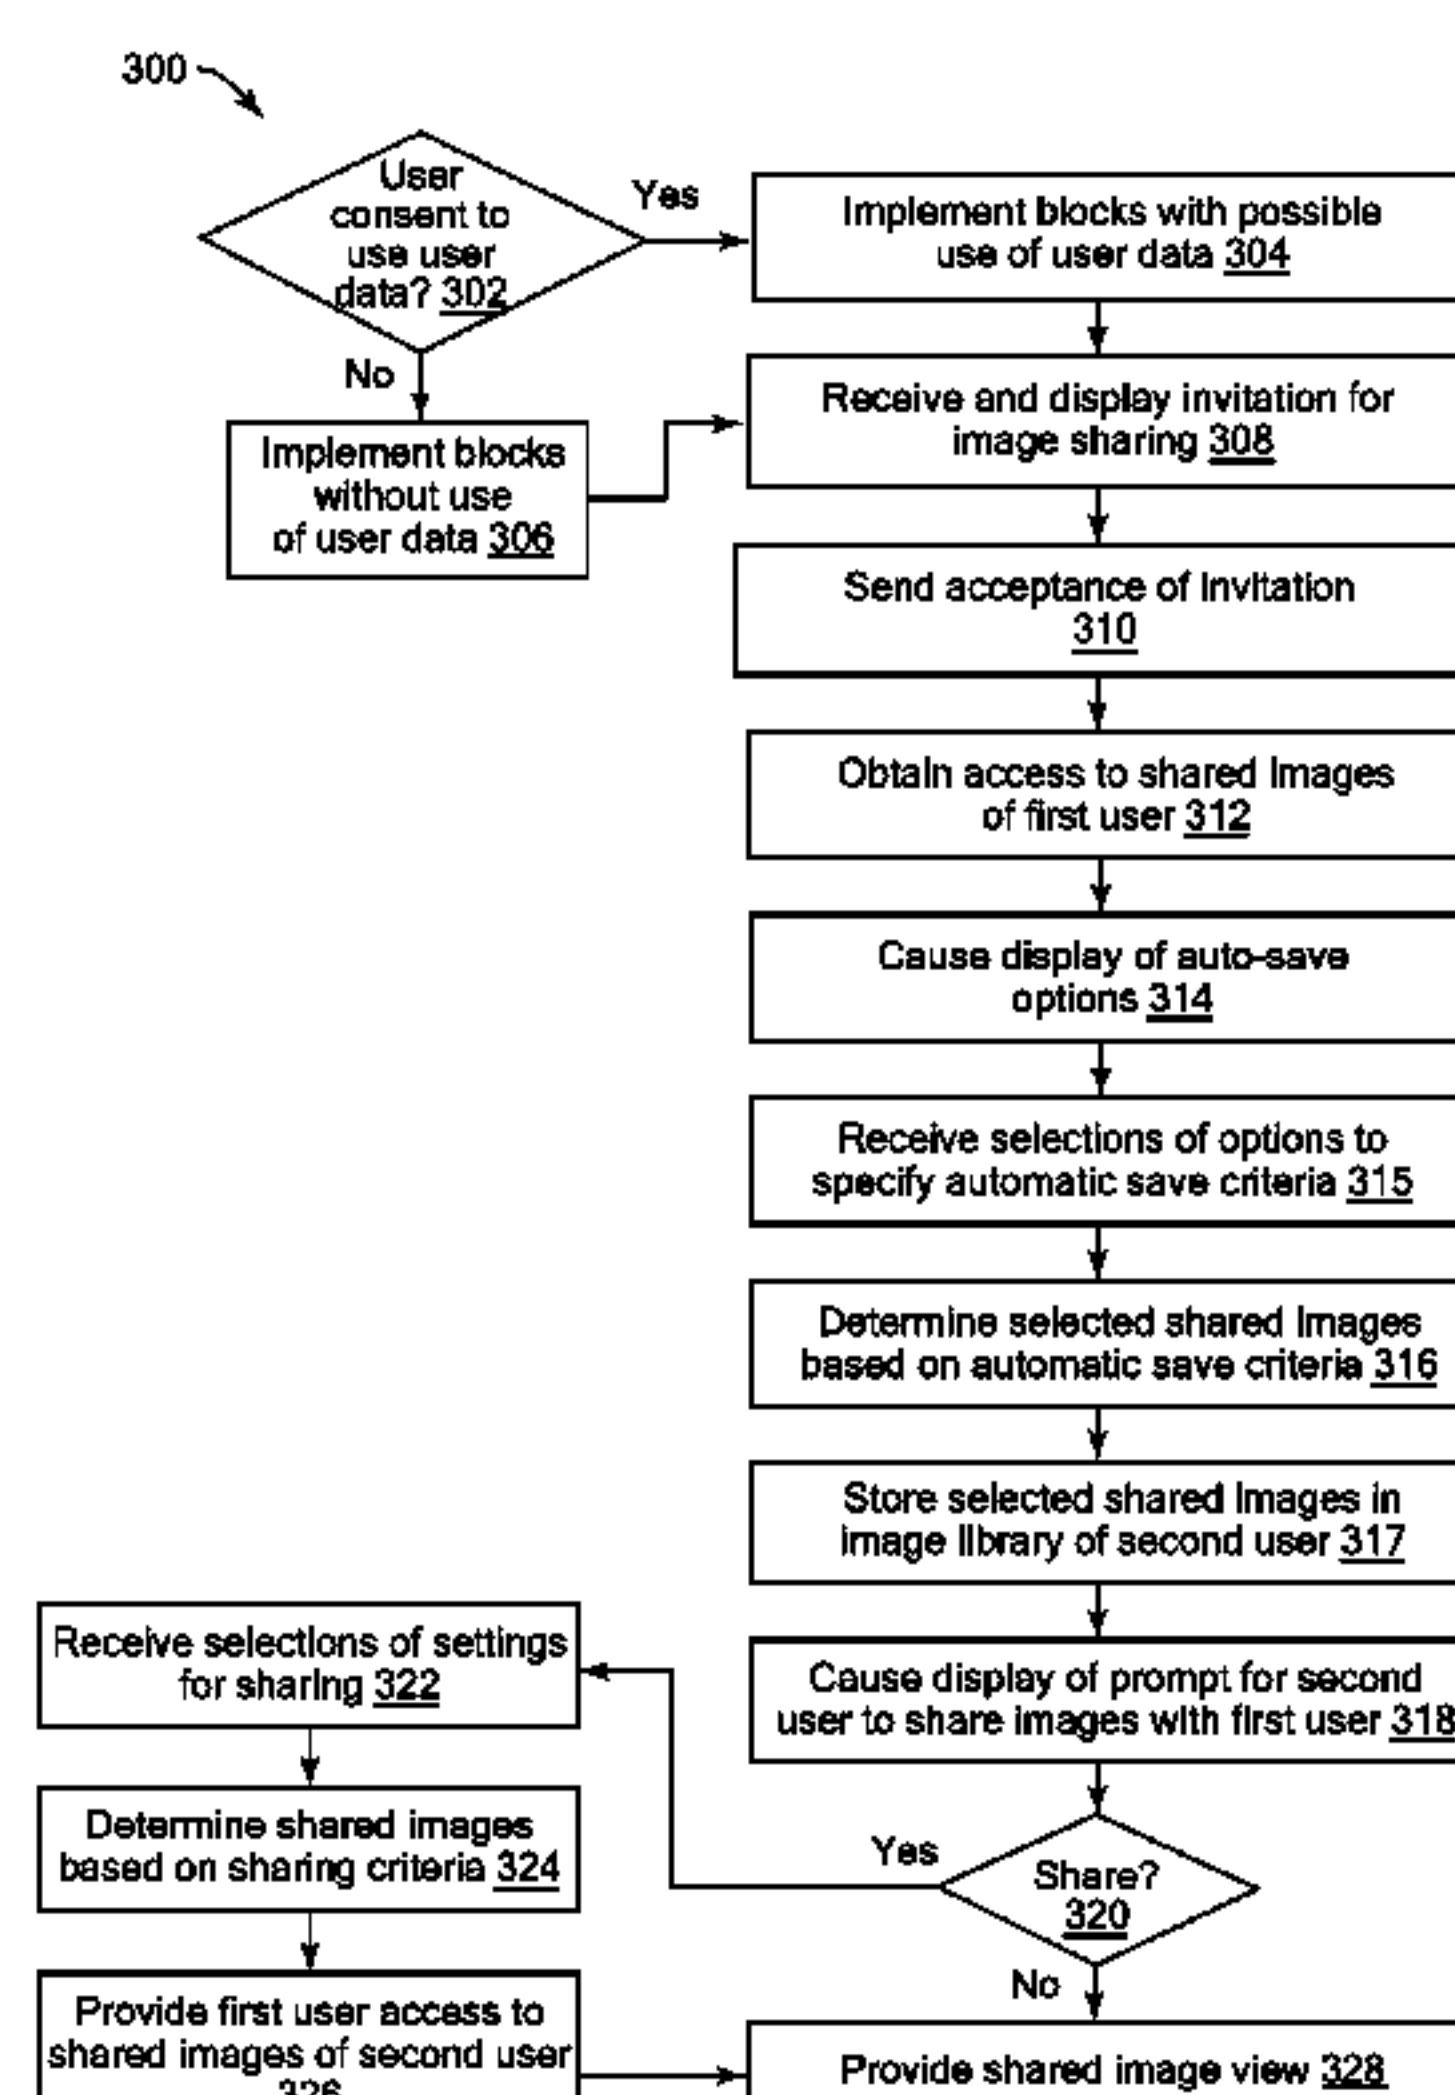 300
User
consent to
use user
data? 302
Yes
Implement blocks with possible
use of user data 304
No
Implement blocks
without use
of user data 306
Receive and display invitation for
image sharing 308
Send acceptance of invitation
310
Obtain access to shared images
of first user 312
Cause display of auto-save
options 314
Receive selections of options to
specify automatic save criteria 315
Determine selected shared images
based on automatic save criteria 316
Store selected shared images in
image library of second user 317
Cause display of prompt for second
user to share images with first user 318
Share?
320
Yes
No
Receive selections of settings
for sharing 322
Determine shared images
based on sharing criteria 324
Provide first user access to
shared images of second user
326
Provide shared image view 328